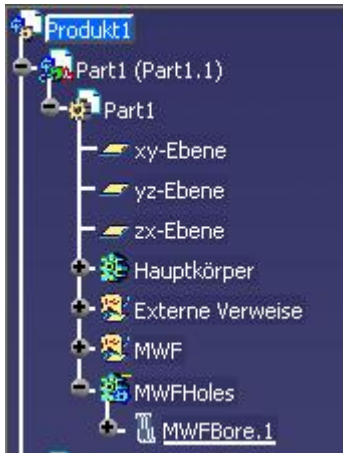 Produkt1
Part1 (Part1.1)
Part1
xy-Ebene
yz-Ebene
zx-Ebene
Hauptkörper
Externe Verweise
MWF
MWFHoles
MWFBore.1